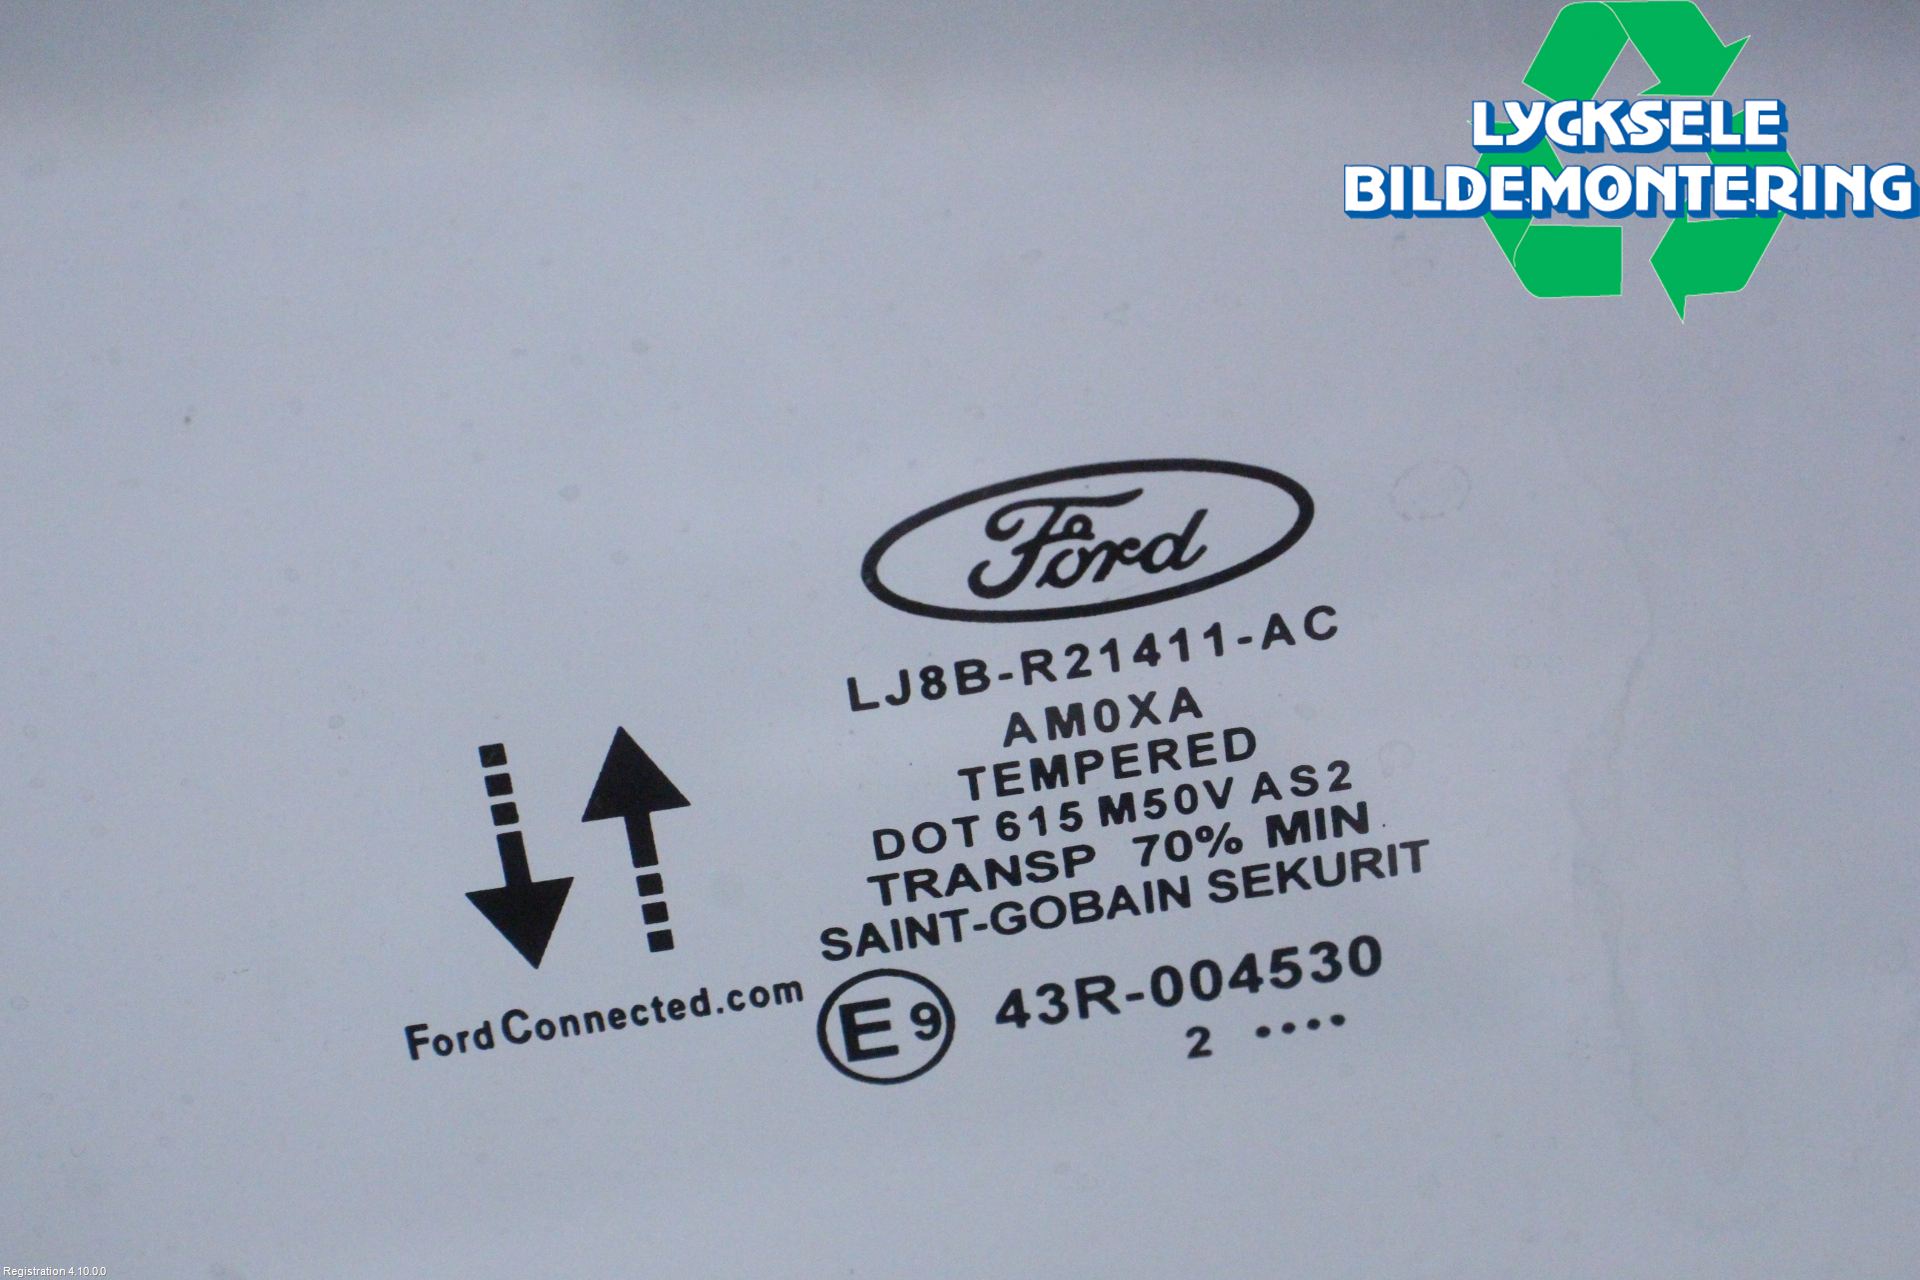 LYCKSELE
BILDEMONTERING
Ford
LJ8B-R21411-AC
AM0XA
TEMPERED
DOT 615 M50V AS2
TRANSP 70% MIN
SAINT-GOBAIN SEKURIT
FordConnected.com
E9 43R-004530
2 ....
Registration 4.10.0.0